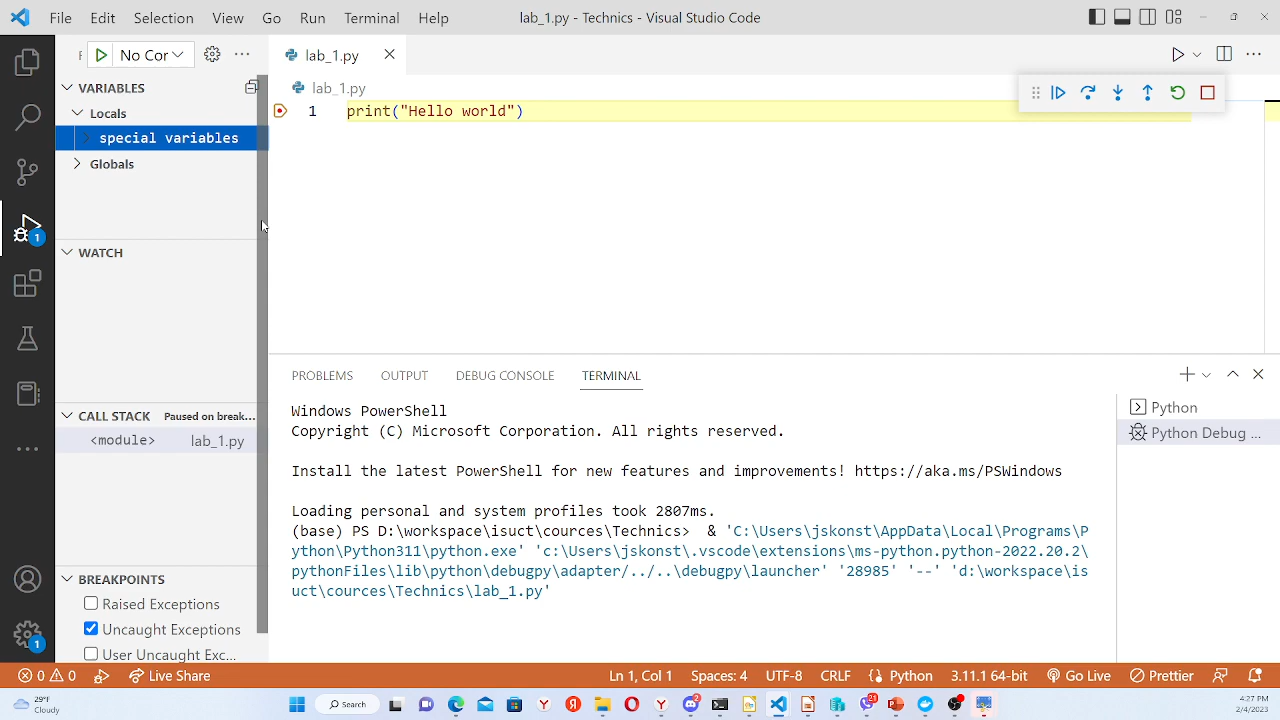 File Edit Selection View Go Run Terminal Help
lab_1.py - Technics - Visual Studio Code
No Cor
lab_1.py
VARIABLES
Locals
special variables
Globals
WATCH
CALL STACK Paused on break...
<module> lab_1.py
BREAKPOINTS
Raised Exceptions
Uncaught Exceptions
User Uncaught Exc...
1
1
lab_1.py
1 print("Hello world")
PROBLEMS OUTPUT DEBUG CONSOLE TERMINAL
Windows PowerShell
Copyright (C) Microsoft Corporation. All rights reserved.
Install the latest PowerShell for new features and improvements! https://aka.ms/PSWindows
Loading personal and system profiles took 2807ms.
(base) PS D:\workspace\isuct\cources\Technics>  & 'C:\Users\jskonst\AppData\Local\Programs\P
ython\Python311\python.exe' 'c:\Users\jskonst\.vscode\extensions\ms-python.python-2022.20.2\
pythonFiles\lib\python\debugpy\adapter/../..\debugpy\launcher' '28985' '--' 'd:\workspace\is
uct\cources\Technics\lab_1.py'
Python
Python Debug ...
0 0 Live Share Ln 1, Col 1 Spaces: 4 UTF-8 CRLF Python 3.11.1 64-bit Go Live Prettier
29°F
Cloudy
Search
2
23
4:27 PM
2/4/2023